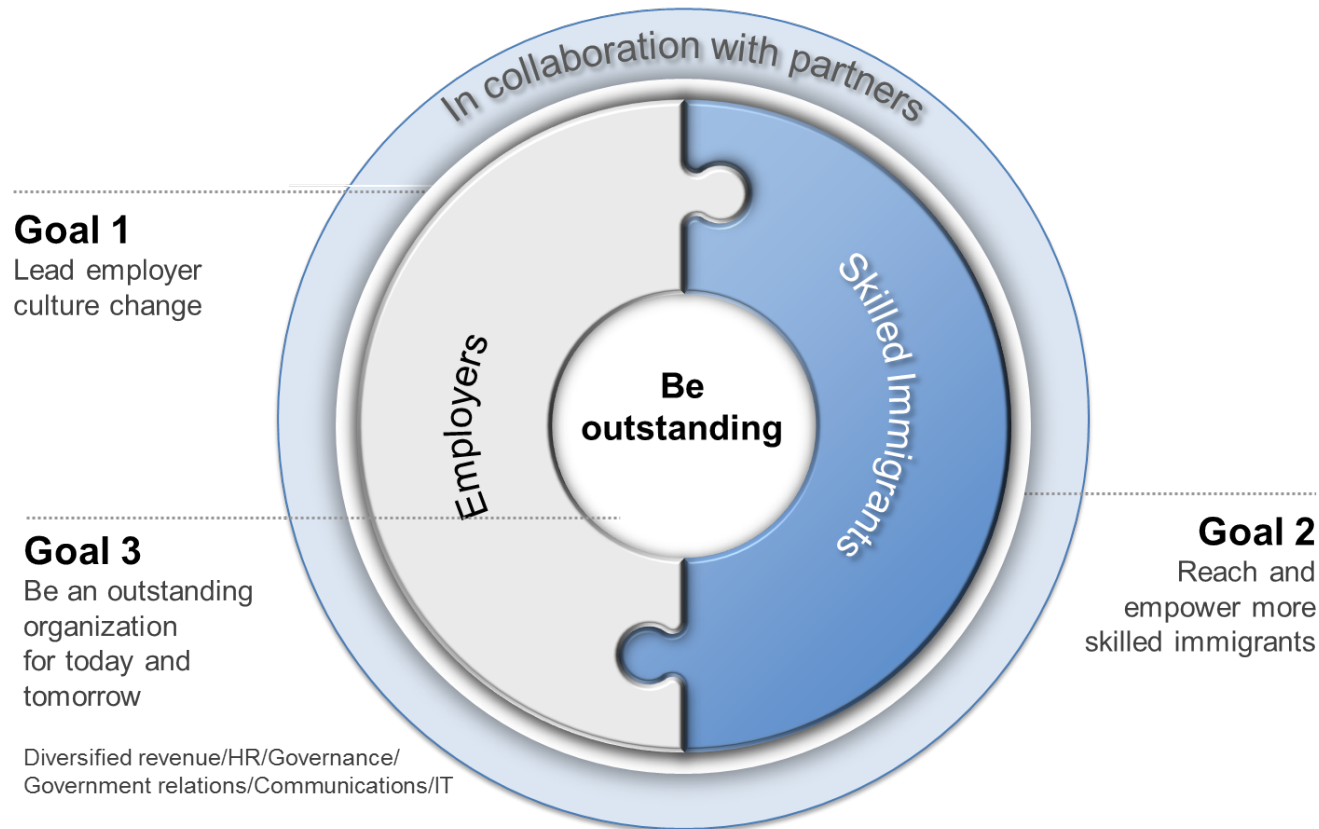 In collaboration with partners
Goal 1
Lead employer
culture change
Employers
Be
outstanding
Skilled Immigrants
Goal 3
Be an outstanding
organization
for today and
tomorrow
Diversified revenue/HR/Governance/
Government relations/Communications/IT
Goal 2
Reach and
empower more
skilled immigrants